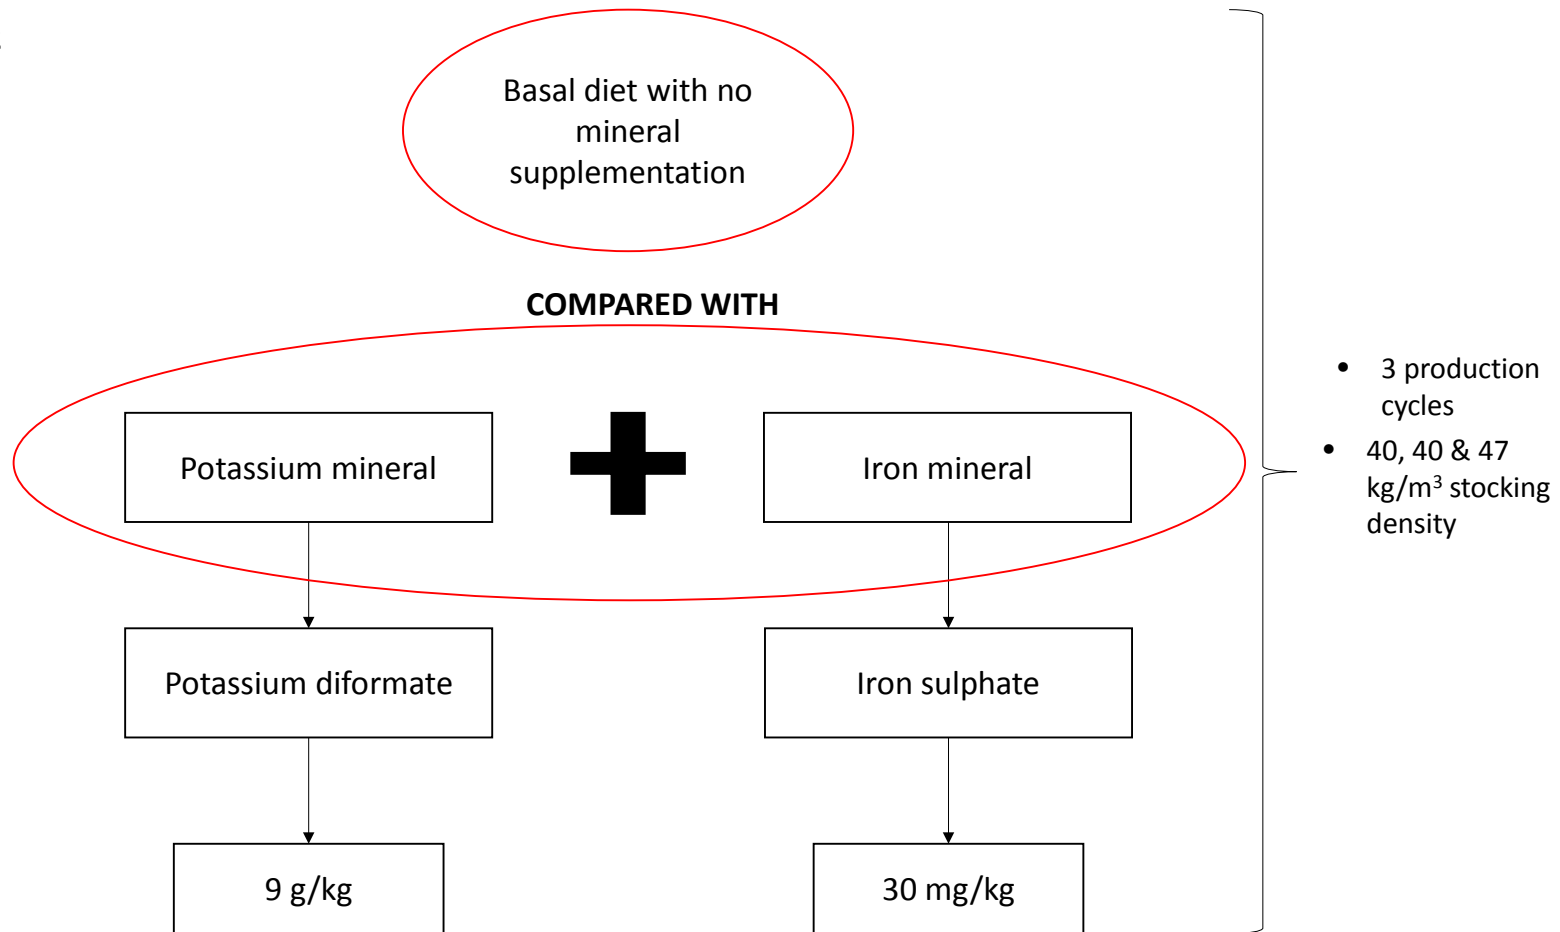 Basal diet with no
mineral
supplementation
COMPARED WITH
Potassium mineral
Iron mineral
Potassium diformate
Iron sulphate
9 g/kg
30 mg/kg
• 3 production
cycles
• 40, 40 & 47
kg/m³ stocking
density